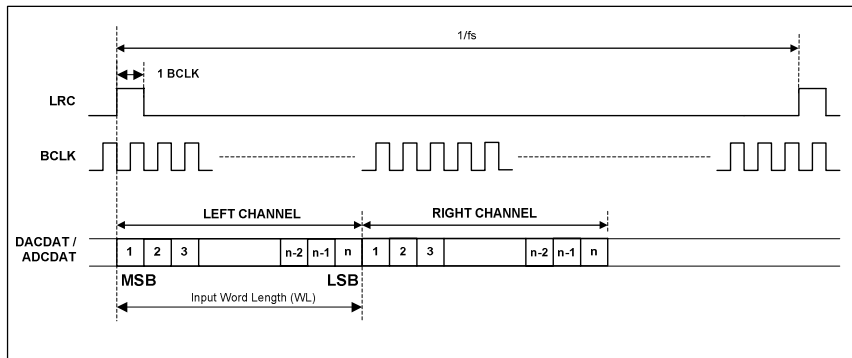 1/fs
1 BCLK
LRC
BCLK
LEFT CHANNEL
RIGHT CHANNEL
DACDAT /
ADCDAT
1 2 3 n-2 n-1 n 1 2 3 n-2 n-1 n
MSB LSB
Input Word Length (WL)